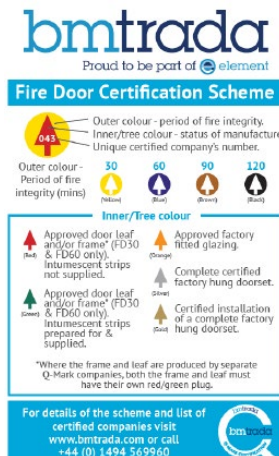 bmtrada
Proud to be part of e element
Fire Door Certification Scheme
043
Outer colour - period of fire integrity.
Inner/tree colour - status of manufacture
Unique certified company's number.
Outer colour -
Period of fire
integrity (mins)
30 60 90 120
(Yellow) (Blue) (Brown) (Black)
Inner/Tree colour
(Red)
Approved door leaf
and/or frame* (FD30
& FD60 only).
Intumescent strips
not supplied.
(Green)
Approved door leaf
and/or frame* (FD30
& FD60 only).
Intumescent strips
prepared for &
supplied.
(Orange)
Approved factory
fitted glazing.
(Silver)
Complete certified
factory hung doorset.
(Gold)
Certified installation
of a complete factory
hung doorset.
*Where the frame and leaf are produced by separate
Q-Mark companies, both the frame and leaf must
have their own red/green plug.
For details of the scheme and list of
certified companies visit
www.bmtrada.com or call
+44 (0) 1494 569960
bmtrada
bmtrada